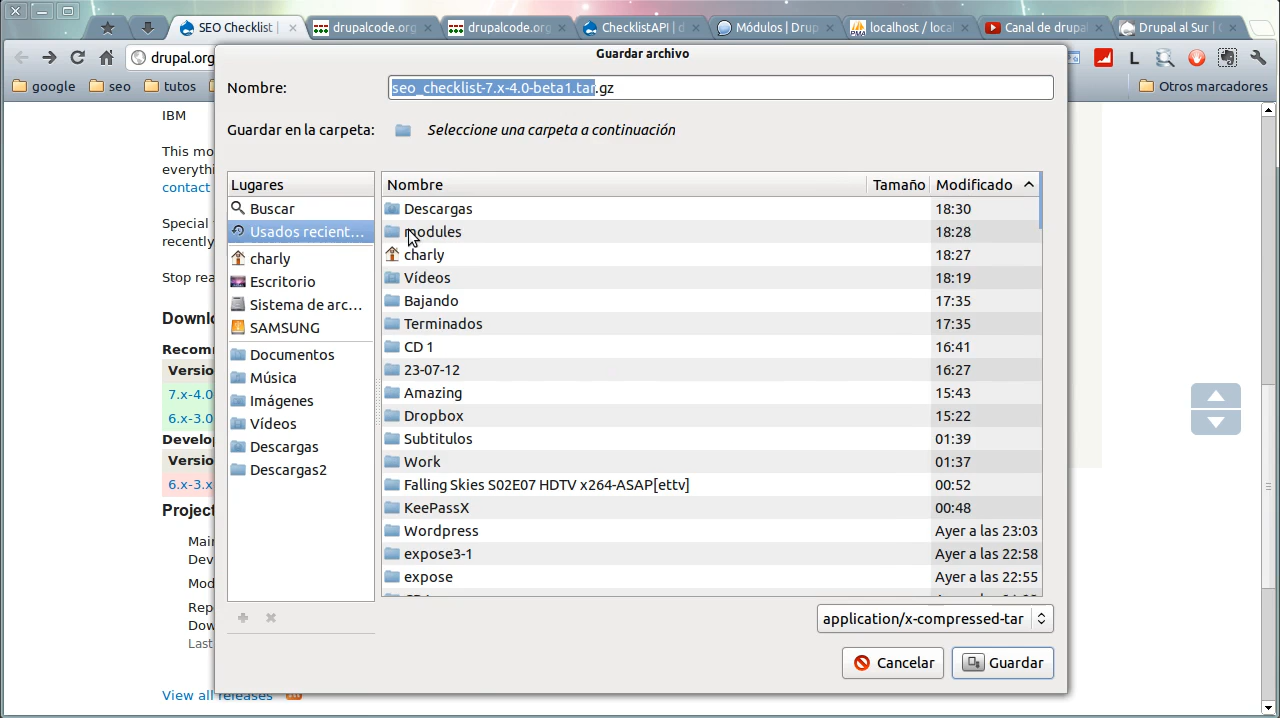 SEO Checklist |
drupalcode.org
drupalcode.org
ChecklistAPI | d
Módulos | Drup
localhost / local
Canal de drupal
Drupal al Sur | C
drupal.org
google
seo
tutos
Otros marcadores
IBM
This mo
everythi
contact
Special
recently
Stop rea
Downlo
Recom
Versio
7.x-4.0
6.x-3.0
Develop
Versio
6.x-3.x
Project
Main
Dev
Mod
Rep
Dow
Last
View all releases
Guardar archivo
Nombre:
seo_checklist-7.x-4.0-beta1.tar.gz
Guardar en la carpeta:
Seleccione una carpeta a continuación
Lugares
Buscar
Usados recient...
charly
Escritorio
Sistema de arc...
SAMSUNG
Documentos
Música
Imágenes
Vídeos
Descargas
Descargas2
Nombre Tamaño Modificado
Descargas 18:30
modules 18:28
charly 18:27
Vídeos 18:19
Bajando 17:35
Terminados 17:35
CD 1 16:41
23-07-12 16:27
Amazing 15:43
Dropbox 15:22
Subtitulos 01:39
Work 01:37
Falling Skies S02E07 HDTV x264-ASAP[ettv] 00:52
KeePassX 00:48
Wordpress Ayer a las 23:03
expose3-1 Ayer a las 22:58
expose Ayer a las 22:55
application/x-compressed-tar
Cancelar
Guardar